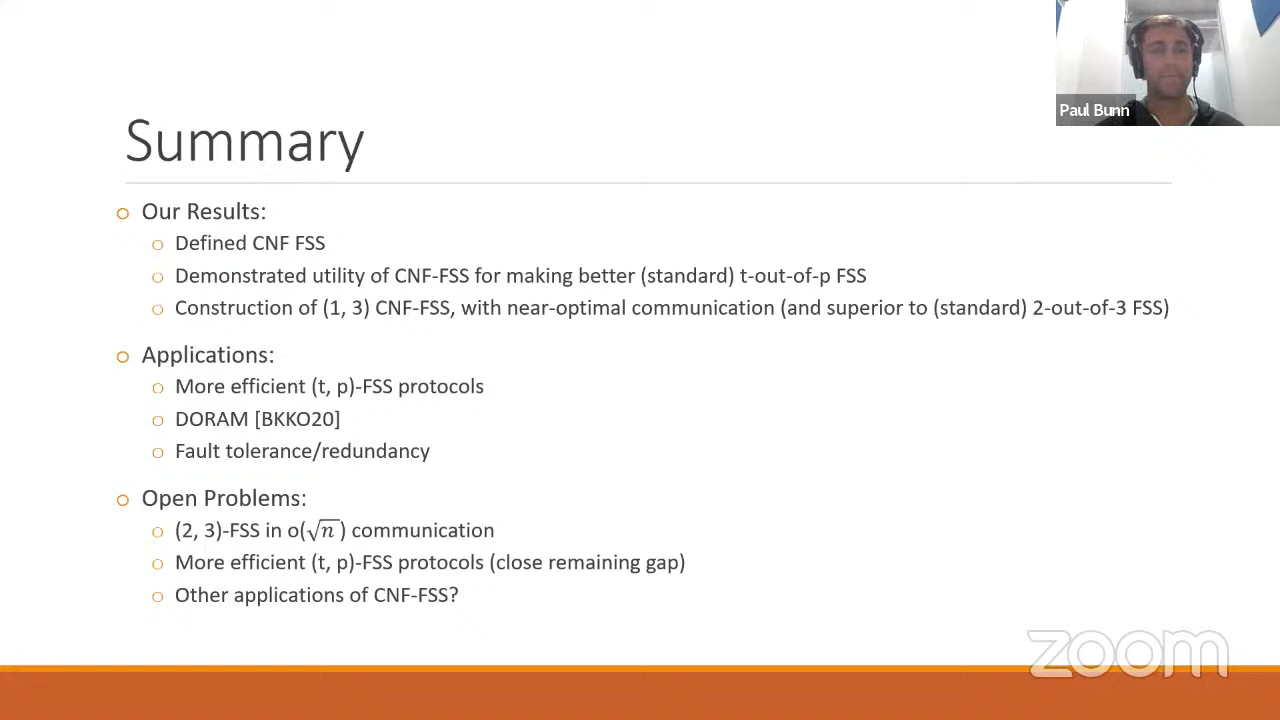 Paul Bunn
Summary
o Our Results:
o Defined CNF FSS
o Demonstrated utility of CNF-FSS for making better (standard) t-out-of-p FSS
o Construction of (1, 3) CNF-FSS, with near-optimal communication (and superior to (standard) 2-out-of-3 FSS)
o Applications:
o More efficient (t, p)-FSS protocols
o DORAM [BKKO20]
o Fault tolerance/redundancy
o Open Problems:
o (2, 3)-FSS in o(√n ) communication
o More efficient (t, p)-FSS protocols (close remaining gap)
o Other applications of CNF-FSS?
zoom